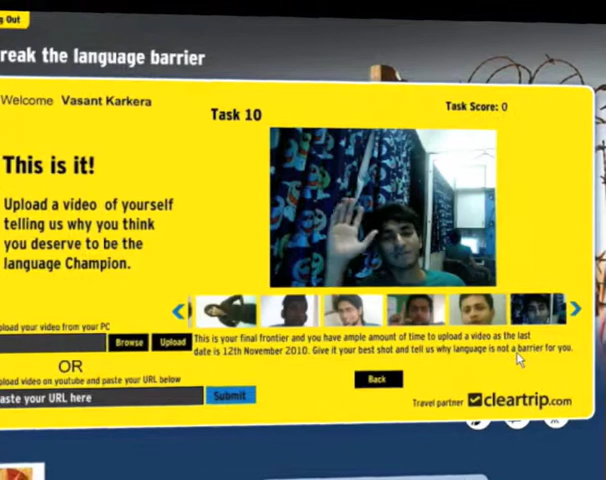 g Out
reak the language barrier
Welcome Vasant Karkera
Task 10
Task Score: 0
This is it!
Upload a video of yourself
telling us why you think
you deserve to be the
language Champion.
pload your video from your PC
Browse
Upload
OR
pload video on youtube and paste your URL below
aste your URL here
Submit
This is your final frontier and you have ample amount of time to upload a video as the last
date is 12th November 2010. Give it your best shot and tell us why language is not a barrier for you.
Back
Travel partner cleartrip.com